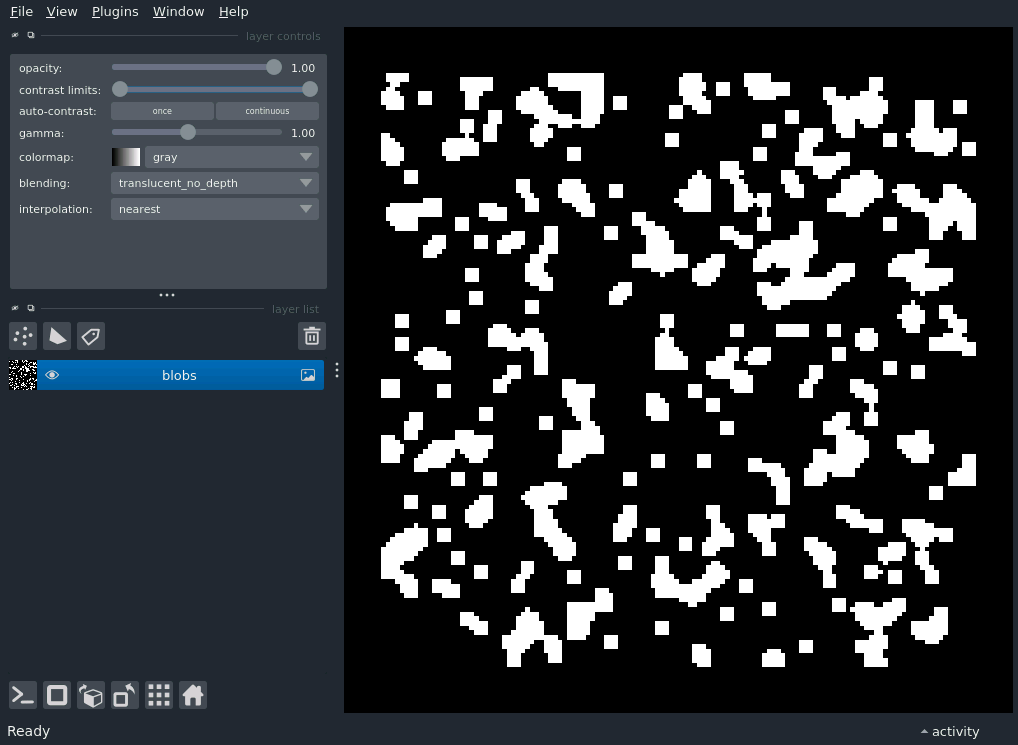 File View Plugins Window Help
layer controls
opacity: 1.00
contrast limits:
auto-contrast: once continuous
gamma: 1.00
colormap: gray
blending: translucent_no_depth
interpolation: nearest
layer list
blobs
Ready
activity